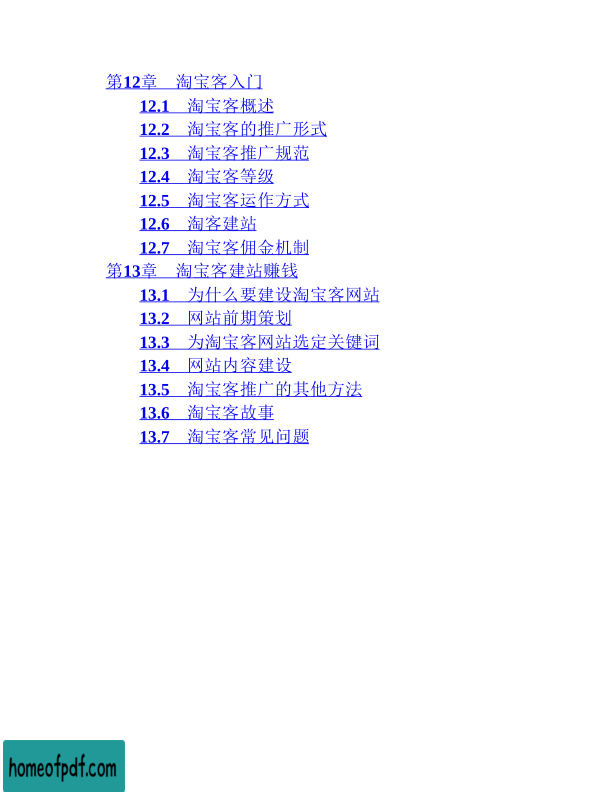 第12章　淘宝客入门
12.1　淘宝客概述
12.2　淘宝客的推广形式
12.3　淘宝客推广规范
12.4　淘宝客等级
12.5　淘宝客运作方式
12.6　淘客建站
12.7　淘宝客佣金机制
第13章　淘宝客建站赚钱
13.1　为什么要建设淘宝客网站
13.2　网站前期策划
13.3　为淘宝客网站选定关键词
13.4　网站内容建设
13.5　淘宝客推广的其他方法
13.6　淘宝客故事
13.7　淘宝客常见问题
homeofpdf.com